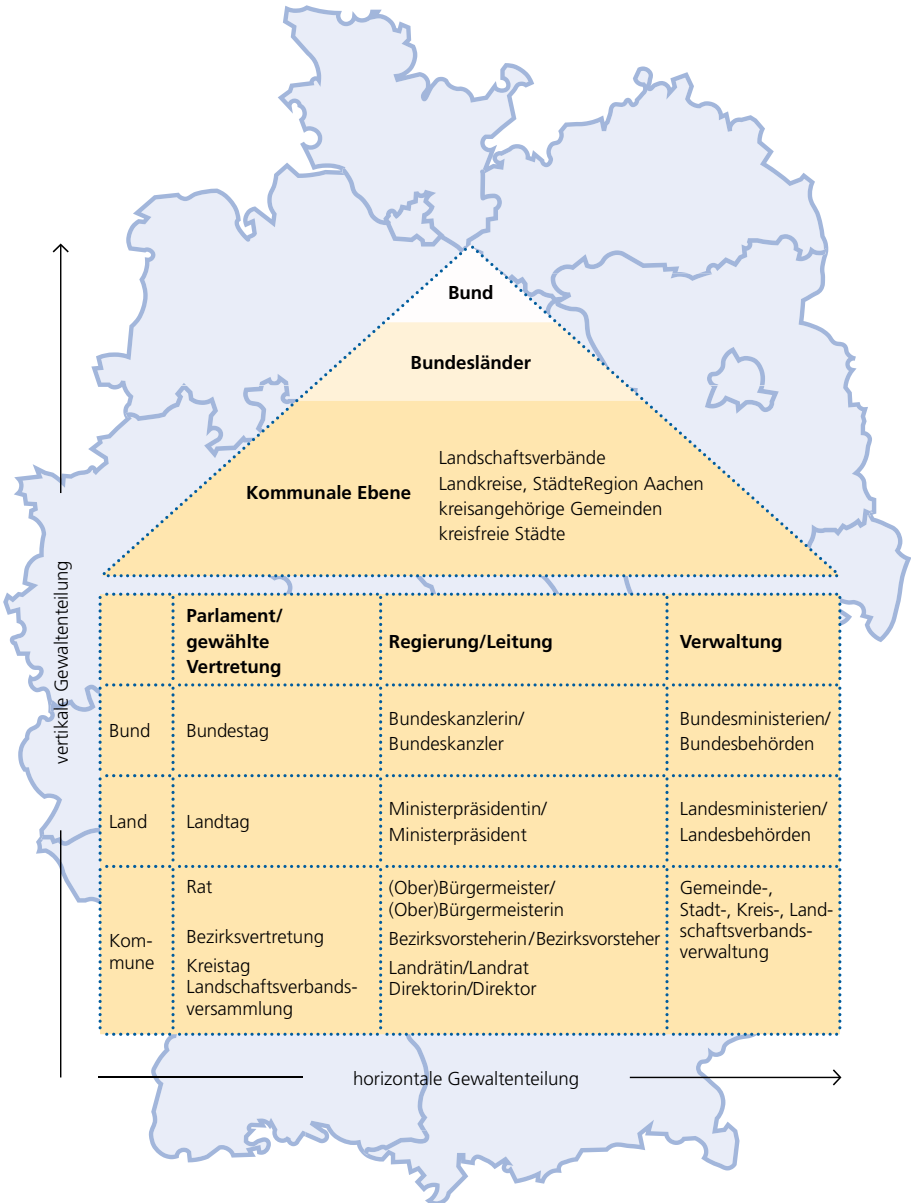 Bund
Bundesländer
Kommunale Ebene
Landschaftsverbände
Landkreise, StädteRegion Aachen
kreisangehörige Gemeinden
kreisfreie Städte
vertikale Gewaltenteilung
Parlament/
gewählte
Vertretung
Regierung/Leitung
Verwaltung
Bund
Bundestag
Bundeskanzlerin/
Bundeskanzler
Bundesministerien/
Bundesbehörden
Land
Landtag
Ministerpräsidentin/
Ministerpräsident
Landesministerien/
Landesbehörden
Kom-
mune
Rat
Bezirksvertretung
Kreistag
Landschaftsverbands-
versammlung
(Ober)Bürgermeister/
(Ober)Bürgermeisterin
Bezirksvorsteherin/Bezirksvorsteher
Landrätin/Landrat
Direktorin/Direktor
Gemeinde-,
Stadt-, Kreis-, Land-
schaftsverbands-
verwaltung
horizontale Gewaltenteilung